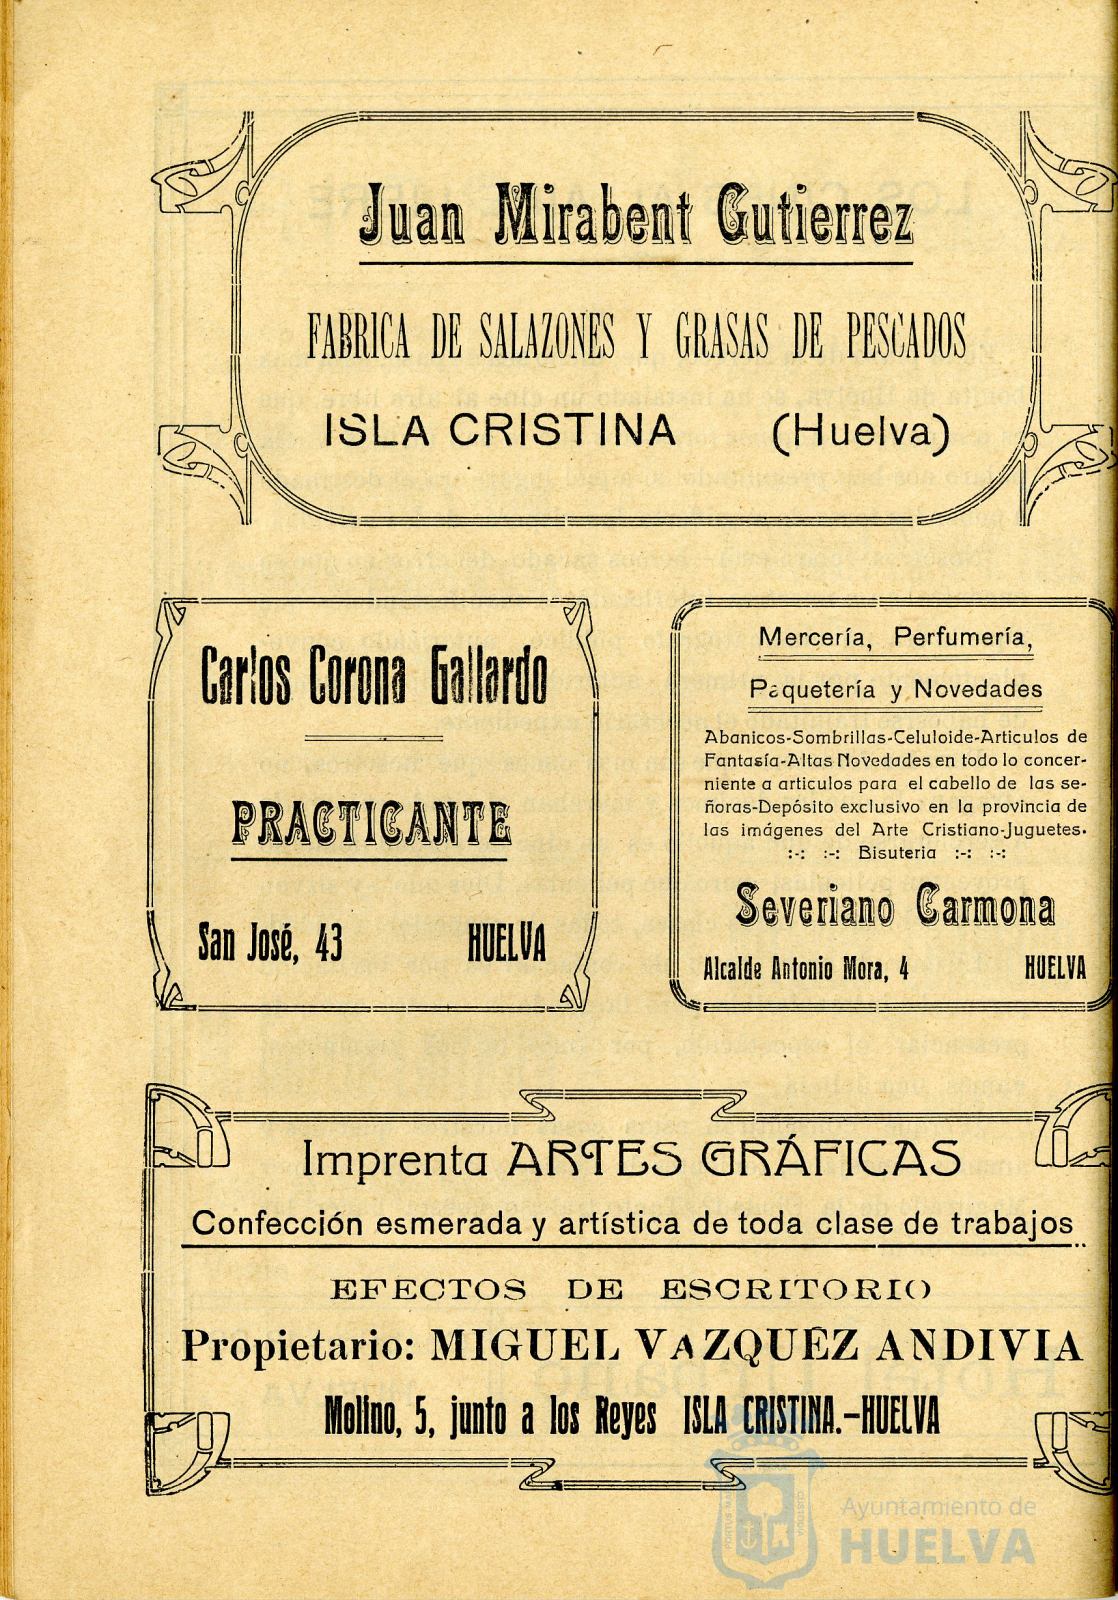 Juan Mirabent Gutierrez
FABRICA DE SALAZONES Y GRASAS DE PESCADOS
ISLA CRISTINA (Huelva)
Carlos Corona Gallardo
PRACTICANTE
San José, 43 HUELVA
Mercería, Perfumería,
Paquetería y Novedades
Abanicos-Sombrillas-Celuloide-Articulos de
Fantasía-Altas Novedades en todo lo concer-
niente a articulos para el cabello de las se-
ñoras-Depósito exclusivo en la provincia de
las imágenes del Arte Cristiano-Juguetes.
:-: :-: Bisuteria :-: :-:
Severiano Carmona
Alcalde Antonio Mora, 4 HUELVA
Imprenta ARTES GRÁFICAS
Confección esmerada y artística de toda clase de trabajos
EFECTOS DE ESCRITORIO
Propietario: MIGUEL VAZQUÉZ ANDIVIA
Molino, 5, junto a los Reyes ISLA CRISTINA.-HUELVA
Ayuntamiento de
HUELVA